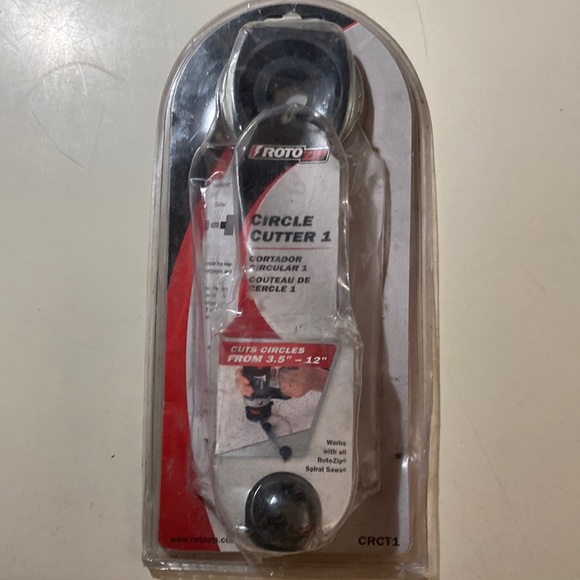 ROTOZIP
CIRCLE
CUTTER 1
CORTADOR
CIRCULAR 1
COUTEAU DE
CERCLE 1
CUTS CIRCLES
FROM 3.5" – 12"
Works
with all
RotoZip®
Spiral Saws®
CRCT1